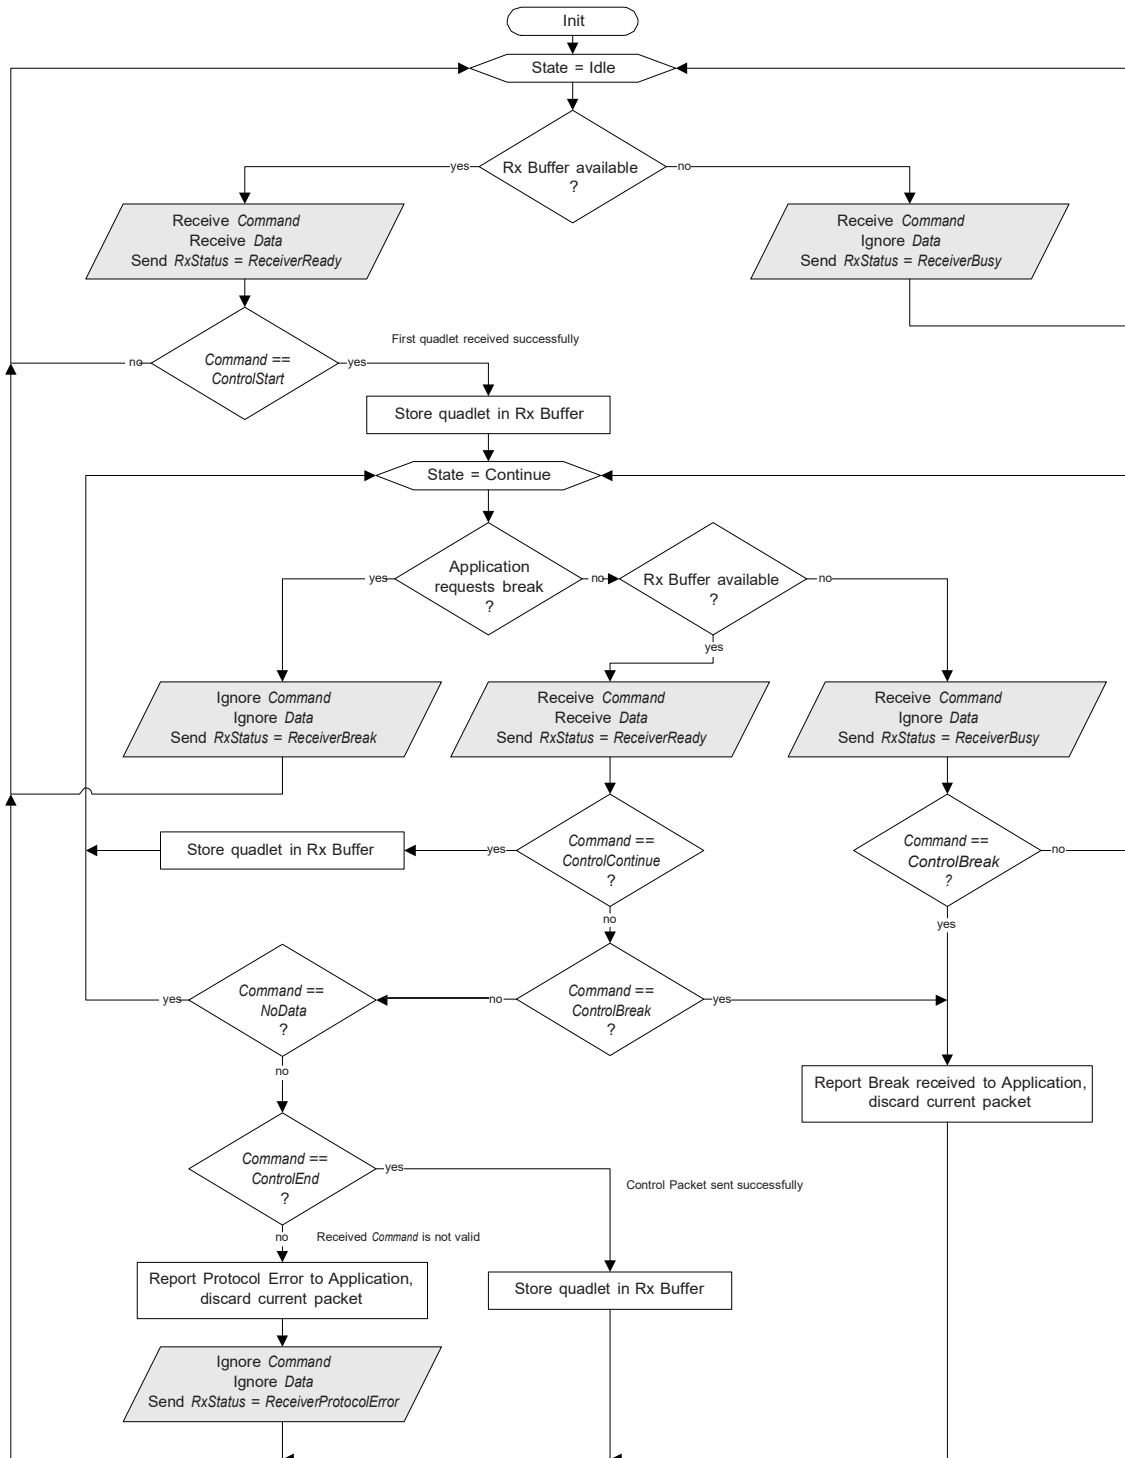 Init
State = Idle
Rx Buffer available
?
yes
no
Receive Command
Receive Data
Send RxStatus = ReceiverReady
Receive Command
Ignore Data
Send RxStatus = ReceiverBusy
First quadlet received successfully
Command ==
ControlStart
no
yes
Store quadlet in Rx Buffer
State = Continue
Application
requests break
?
yes
no
Rx Buffer available
?
no
yes
Ignore Command
Ignore Data
Send RxStatus = ReceiverBreak
Receive Command
Receive Data
Send RxStatus = ReceiverReady
Receive Command
Ignore Data
Send RxStatus = ReceiverBusy
Store quadlet in Rx Buffer
yes
Command ==
ControlContinue
?
no
Command ==
ControlBreak
?
no
yes
Command ==
NoData
?
yes
no
Command ==
ControlBreak
?
no
yes
Report Break received to Application,
discard current packet
Command ==
ControlEnd
?
yes
Control Packet sent successfully
no
Received Command is not valid
Report Protocol Error to Application,
discard current packet
Store quadlet in Rx Buffer
Ignore Command
Ignore Data
Send RxStatus = ReceiverProtocolError